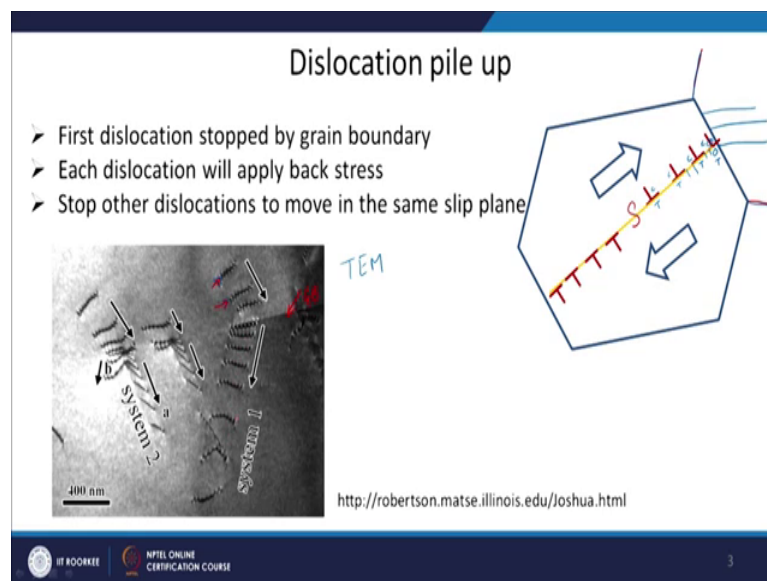 Dislocation pile up
➢ First dislocation stopped by grain boundary
➢ Each dislocation will apply back stress
➢ Stop other dislocations to move in the same slip plane
TEM
S
GB
b
a
system 2
system 1
400 nm
http://robertson.matse.illinois.edu/Joshua.html
IIT ROORKEE
NPTEL ONLINE
CERTIFICATION COURSE
3